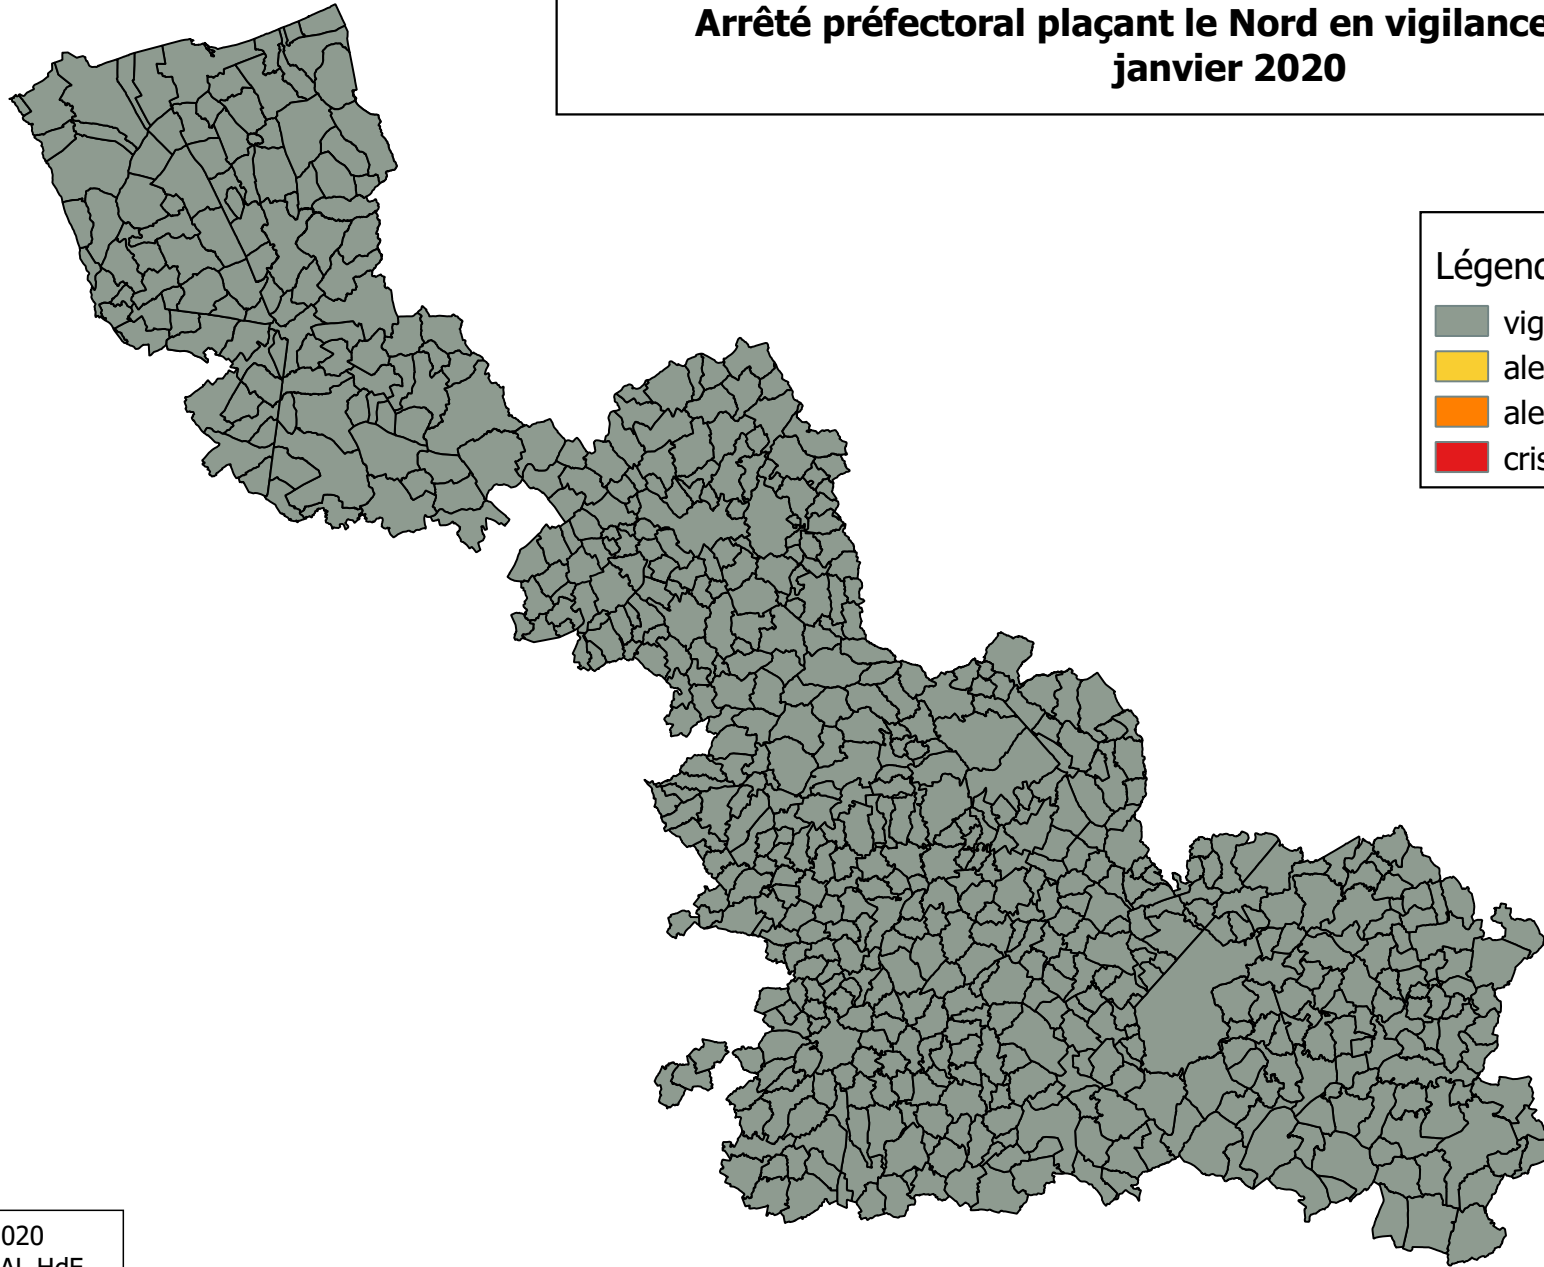 Arrêté préfectoral plaçant le Nord en vigilance
janvier 2020
Légend
vig
ale
ale
cris
020
AL HdF